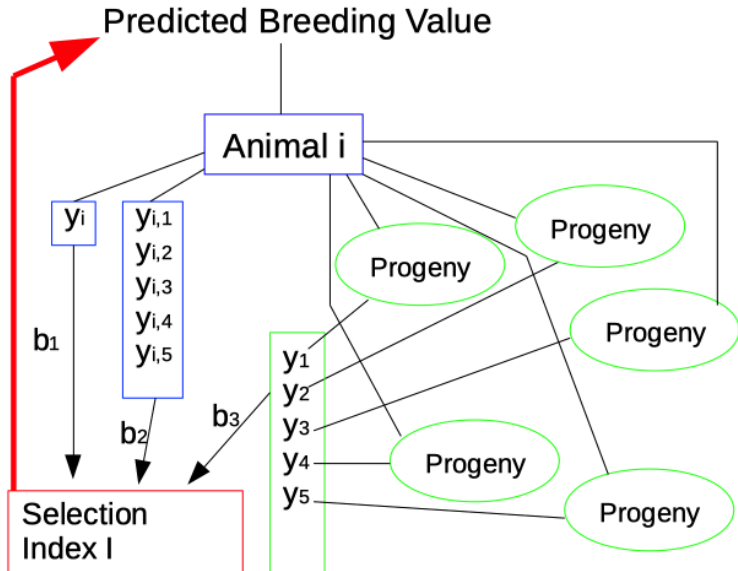 Predicted Breeding Value
Animal i
yi
yi,1
yi,2
yi,3
yi,4
yi,5
Progeny
Progeny
Progeny
b1
y1
y2
y3
y4
y5
b3
b2
Progeny
Progeny
Selection
Index I